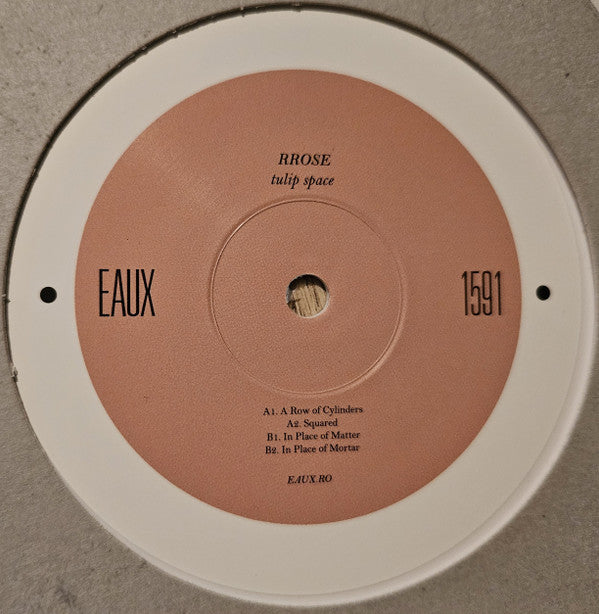 RROSE
tulip space
EAUX
1591
A1. A Row of Cylinders
A2. Squared
B1. In Place of Matter
B2. In Place of Mortar
EAUX.RO